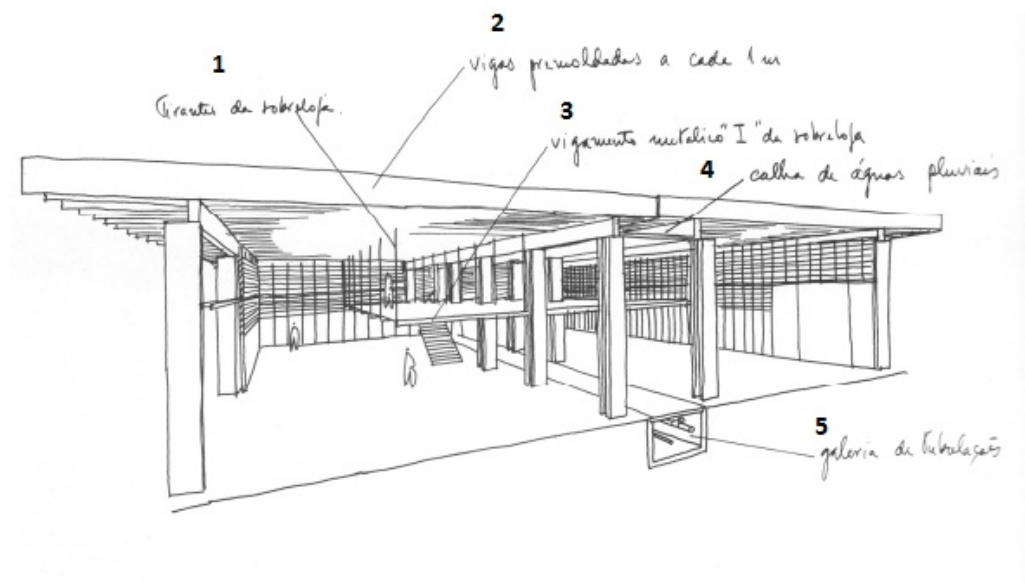 1
Tirantes da sobreloja.
2
vigas premoldadas a cada 1m
3
vigamento metalico "I" da sobreloja
4
calha de águas pluviais
5
galeria de tubulações